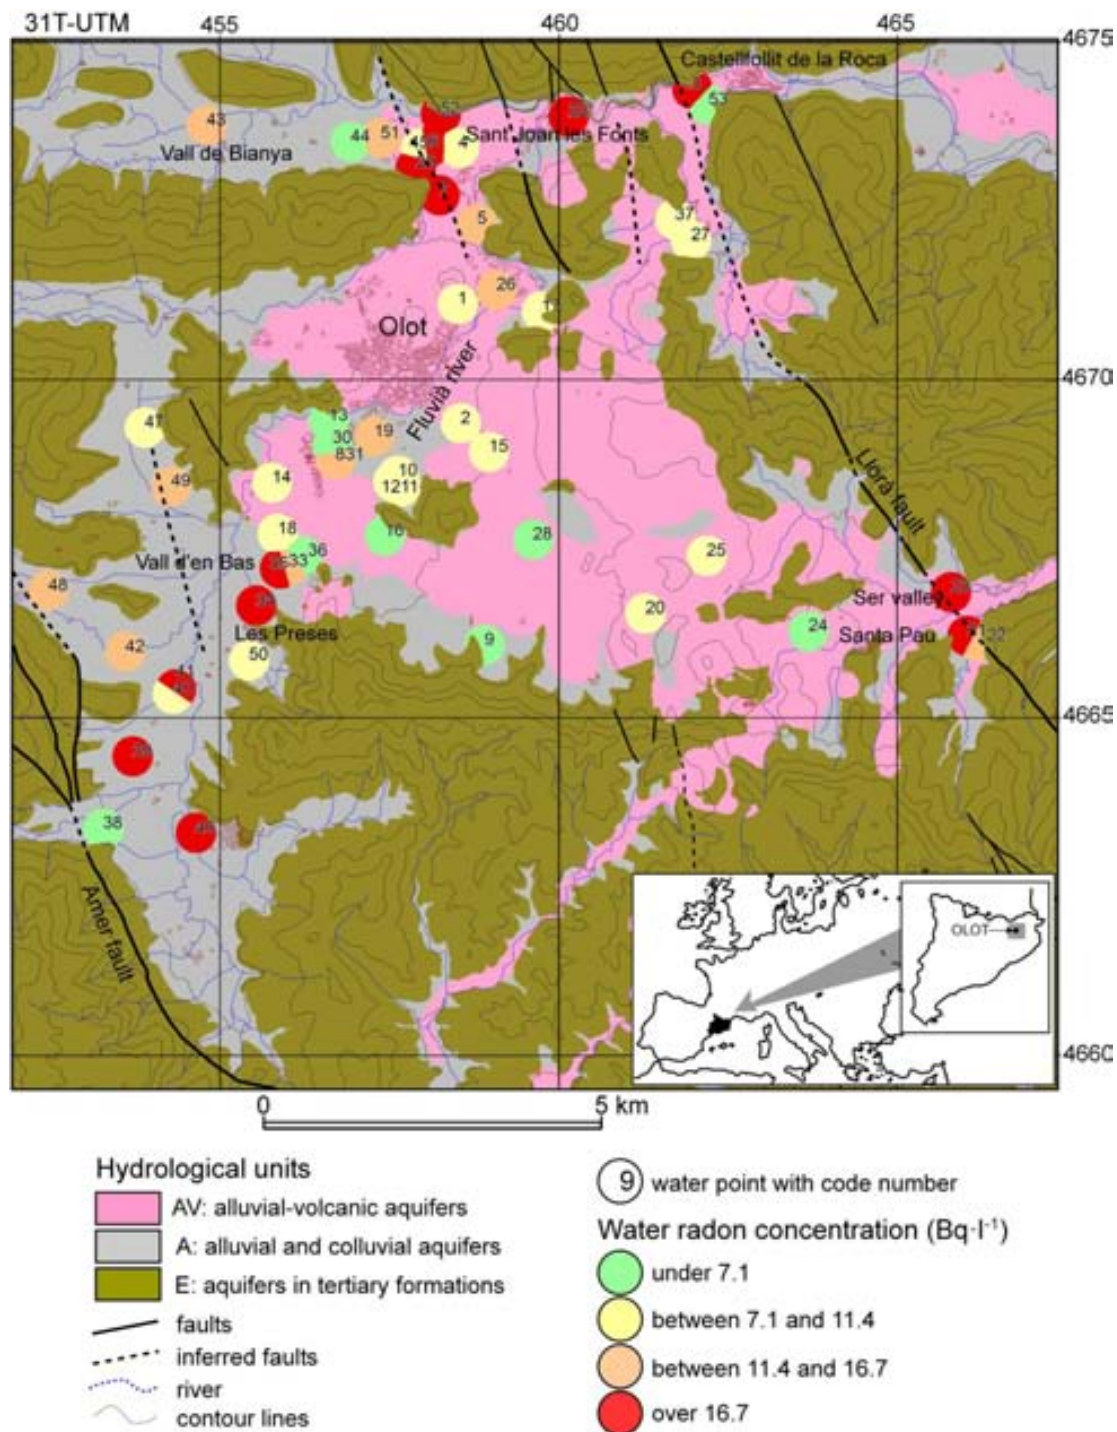 31T-UTM
455
460
465
4675
Castellfollit de la Roca
53
43
44
51
52
Sant Joan les Fonts
4
Vall de Bianya
5
37
27
26
1
Olot
Fluvià river
4670
47
13
30
19
2
15
831
10
1211
49
14
Llorà fault
18
16
28
36
33
25
Vall d'en Bas
48
Ser valley
20
Les Preses
24
Santa Pau
42
9
50
41
4665
38
Amer fault
OLOT
4660
0
5 km
Hydrological units
AV: alluvial-volcanic aquifers
A: alluvial and colluvial aquifers
E: aquifers in tertiary formations
faults
inferred faults
river
contour lines
9 water point with code number
Water radon concentration (Bq·l⁻¹)
under 7.1
between 7.1 and 11.4
between 11.4 and 16.7
over 16.7